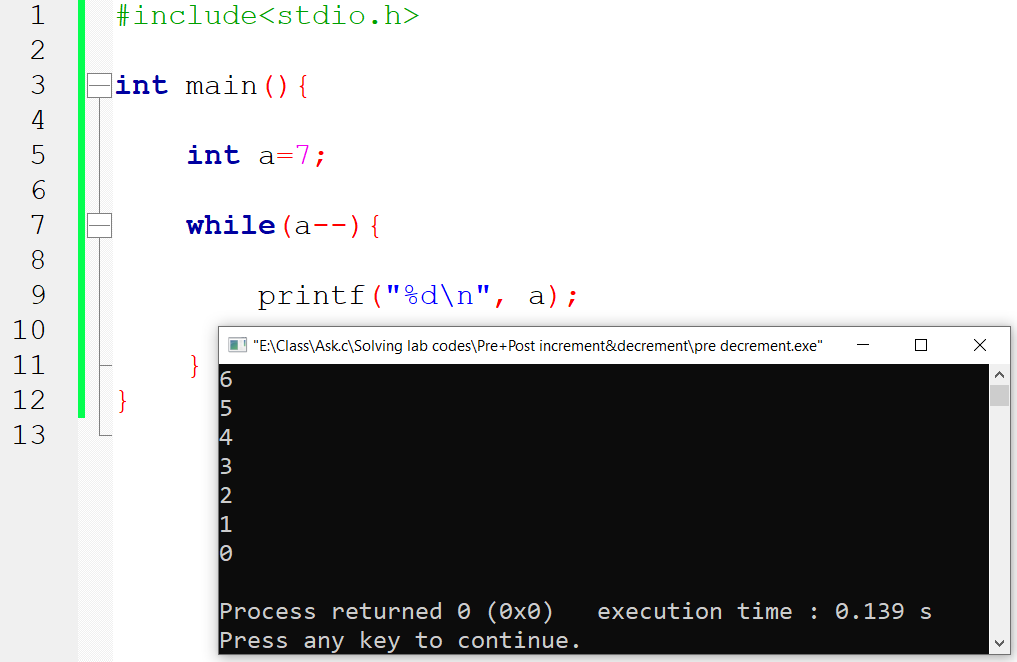 1 #include<stdio.h>
2
3 int main(){
4
5 int a=7;
6
7 while(a--){
8
9 printf("%d\n", a);
10
11 }
12 }
13
"E:\Class\Ask.c\Solving lab codes\Pre+Post increment&decrement\pre decrement.exe"
6
5
4
3
2
1
0
Process returned 0 (0x0)   execution time : 0.139 s
Press any key to continue.